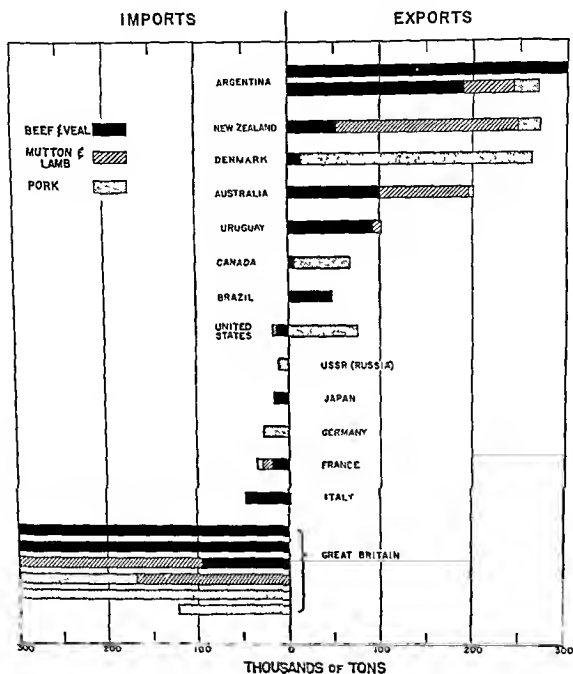 IMPORTS EXPORTS
ARGENTINA
BEEF & VEAL
NEW ZEALAND
MUTTON &
LAMB
DENMARK
PORK
AUSTRALIA
URUGUAY
CANADA
BRAZIL
UNITED
STATES
USSR (RUSSIA)
JAPAN
GERMANY
FRANCE
ITALY
GREAT BRITAIN
300 200 100 0 100 200 300
THOUSANDS OF TONS